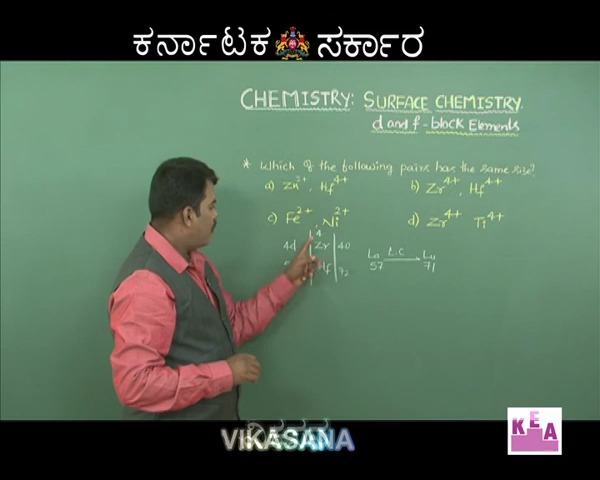 ಕರ್ನಾಟಕ ಸರ್ಕಾರ
CHEMISTRY: SURFACE CHEMISTRY.
d and f - block Elements
* Which of the following pairs has the same size?
a) Zn²⁺, Hf⁴⁺ b) Zr⁴⁺, Hf⁴⁺
c) Fe²⁺, Ni²⁺ d) Zr⁴⁺ Ti⁴⁺
4
4d Zr 40 La L.C Lu
Hf 72 57 71
VIKASANA
KEA